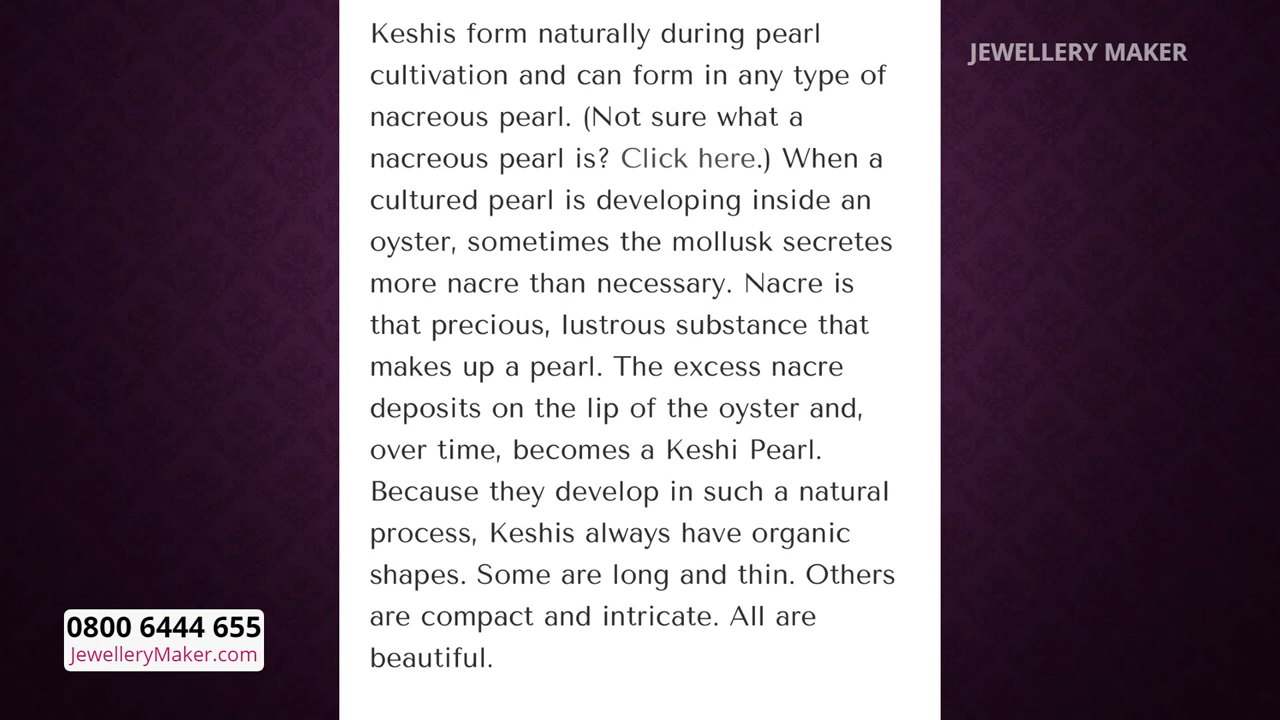 Keshis form naturally during pearl
cultivation and can form in any type of
nacreous pearl. (Not sure what a
nacreous pearl is? Click here.) When a
cultured pearl is developing inside an
oyster, sometimes the mollusk secretes
more nacre than necessary. Nacre is
that precious, lustrous substance that
makes up a pearl. The excess nacre
deposits on the lip of the oyster and,
over time, becomes a Keshi Pearl.
Because they develop in such a natural
process, Keshis always have organic
shapes. Some are long and thin. Others
are compact and intricate. All are
beautiful.
JEWELLERY MAKER
0800 6444 655
JewelleryMaker.com